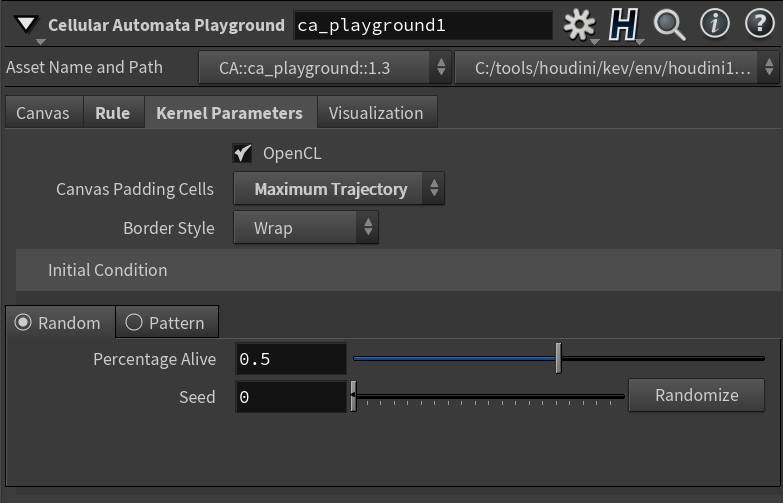 Cellular Automata Playground ca_playground1
Asset Name and Path CA::ca_playground::1.3 C:/tools/houdini/kev/env/houdini1...
Canvas Rule Kernel Parameters Visualization
OpenCL
Canvas Padding Cells Maximum Trajectory
Border Style Wrap
Initial Condition
Random Pattern
Percentage Alive 0.5
Seed 0 Randomize